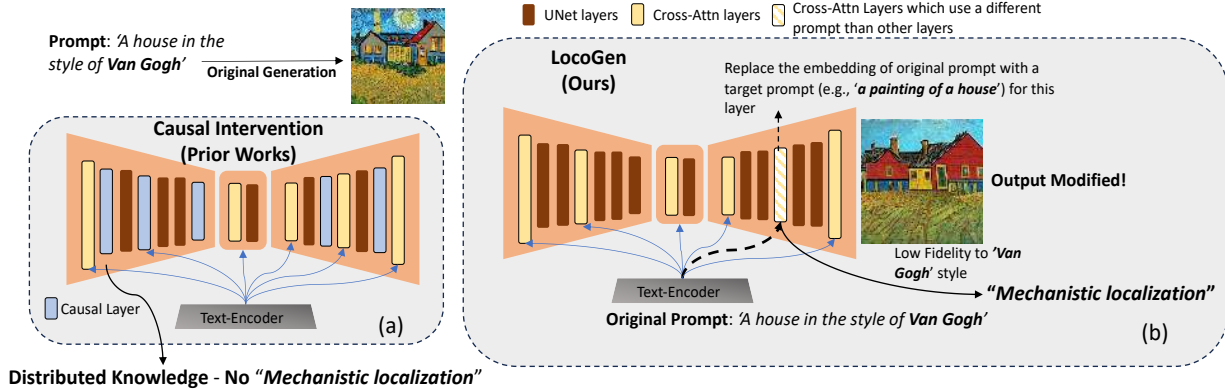 UNet layers
Cross-Attn layers
Cross-Attn Layers which use a different
prompt than other layers
Prompt: 'A house in the
style of Van Gogh'
Original Generation
Causal Intervention
(Prior Works)
Causal Layer
Text-Encoder
(a)
Distributed Knowledge - No "Mechanistic localization"
LocoGen
(Ours)
Replace the embedding of original prompt with a
target prompt (e.g., 'a painting of a house') for this
layer
Output Modified!
Low Fidelity to 'Van
Gogh' style
"Mechanistic localization"
Text-Encoder
Original Prompt: 'A house in the style of Van Gogh'
(b)